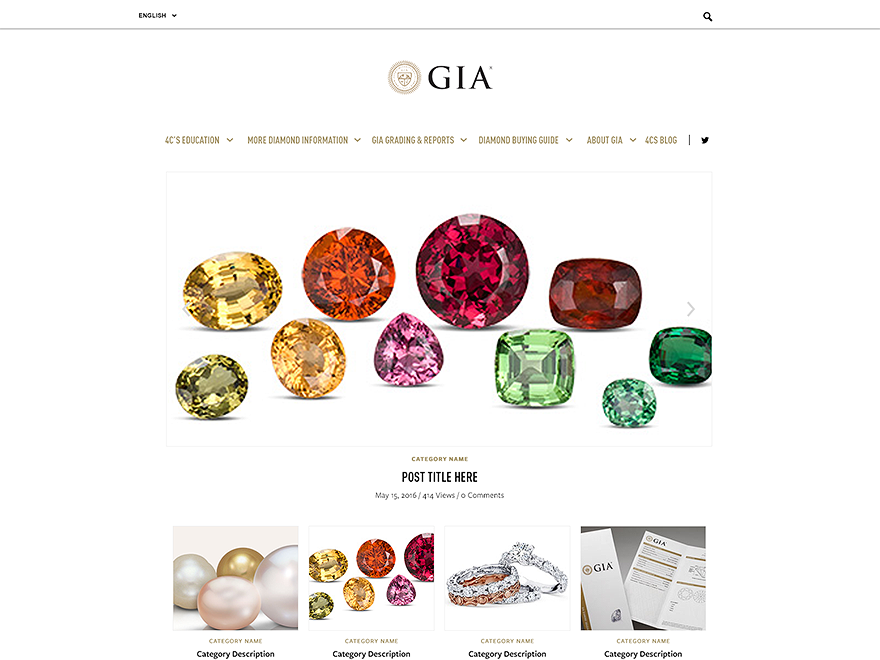 ENGLISH
GIA
4C'S EDUCATION MORE DIAMOND INFORMATION GIA GRADING & REPORTS DIAMOND BUYING GUIDE ABOUT GIA 4CS BLOG
CATEGORY NAME
POST TITLE HERE
May 15, 2016 / 414 Views / 0 Comments
GIA
GIA
CATEGORY NAME CATEGORY NAME CATEGORY NAME CATEGORY NAME
Category Description Category Description Category Description Category Description